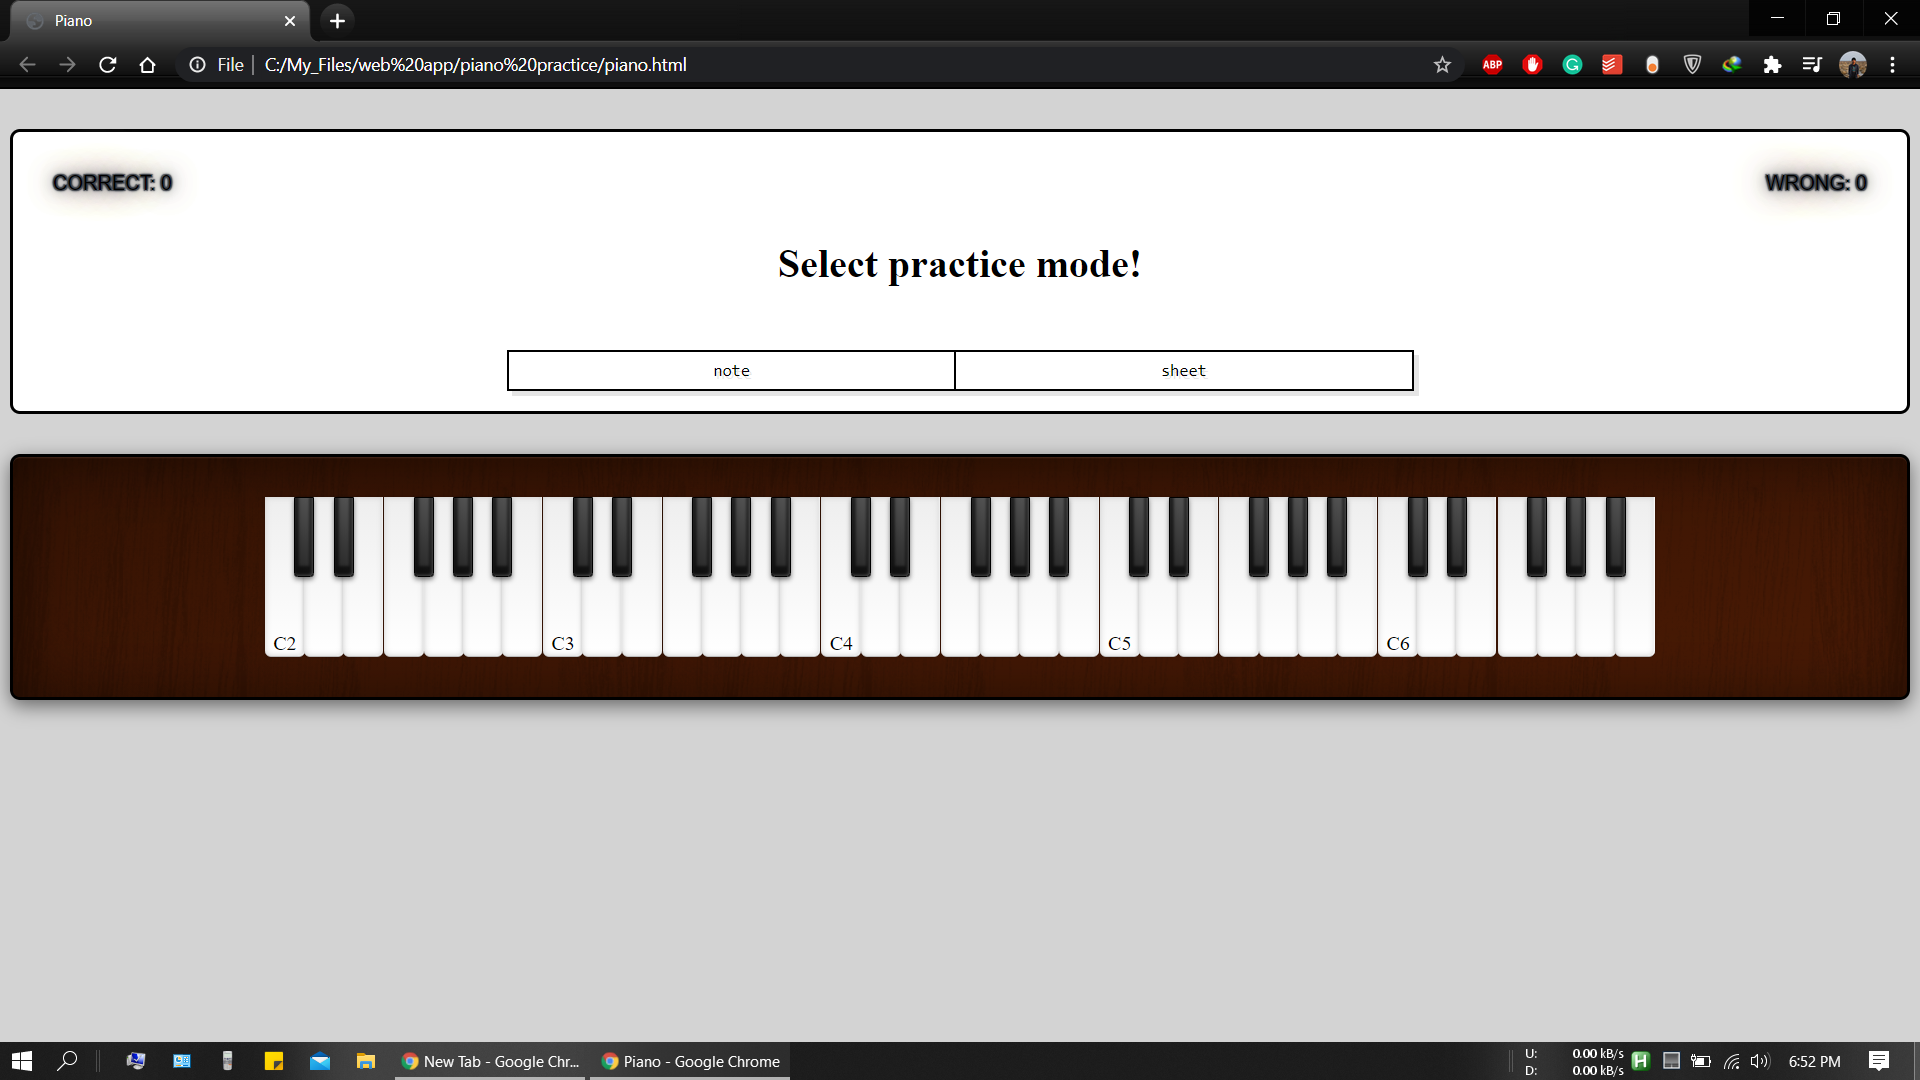 Piano
File
C:/My_Files/web%20app/piano%20practice/piano.html
ABP
CORRECT: 0
WRONG: 0
Select practice mode!
note
sheet
C2
C3
C4
C5
C6
New Tab - Google Chr...
Piano - Google Chrome
U: 0.00 kB/s
D: 0.00 kB/s
H
6:52 PM